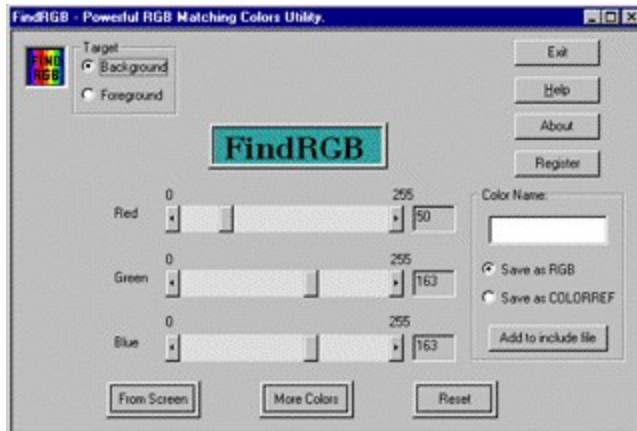 FindRGB - Powerful RGB Matching Colors Utility.
FIND
RGB
Target
Background
Foreground
Exit
Help
About
Register
FindRGB
Red
0
255
50
Green
0
255
163
Blue
0
255
163
Color Name:
Save as RGB
Save as COLORREF
Add to include file
From Screen
More Colors
Reset